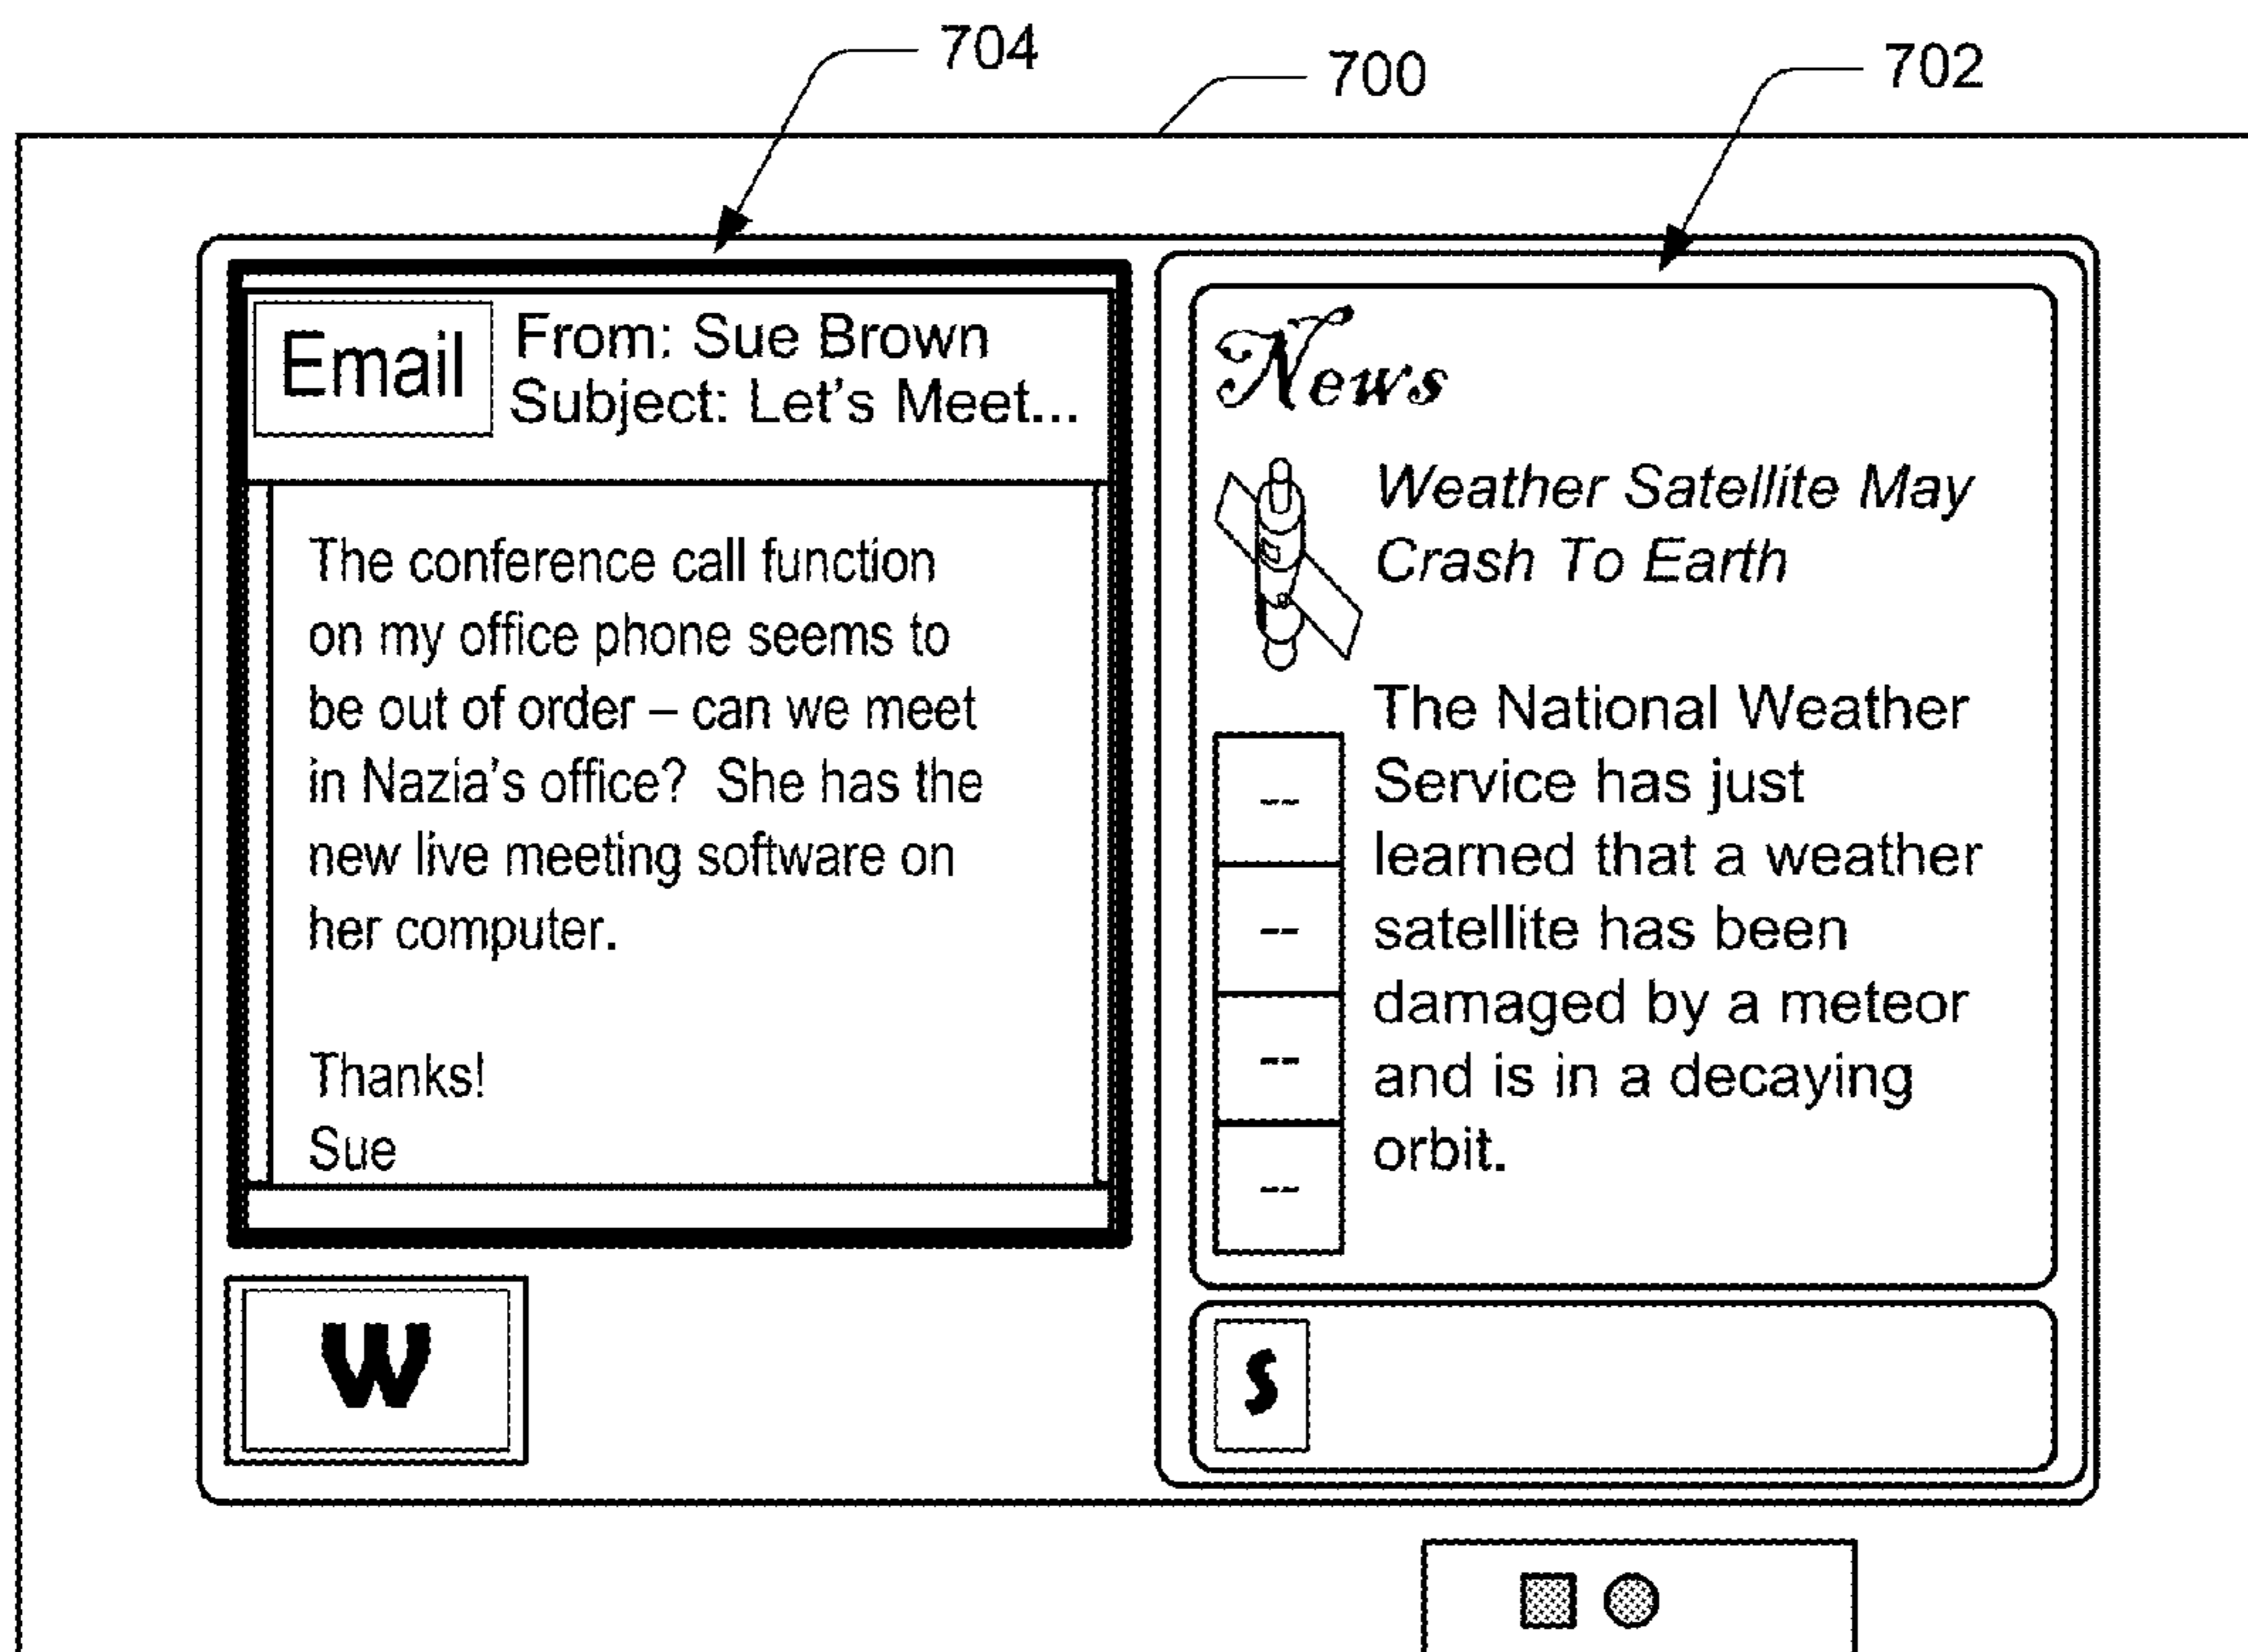 704
700
702
Email
From: Sue Brown
Subject: Let's Meet...
The conference call function
on my office phone seems to
be out of order – can we meet
in Nazia's office?  She has the
new live meeting software on
her computer.
Thanks!
Sue
W
News
Weather Satellite May
Crash To Earth
The National Weather
Service has just
learned that a weather
satellite has been
damaged by a meteor
and is in a decaying
orbit.
--
--
--
--
S